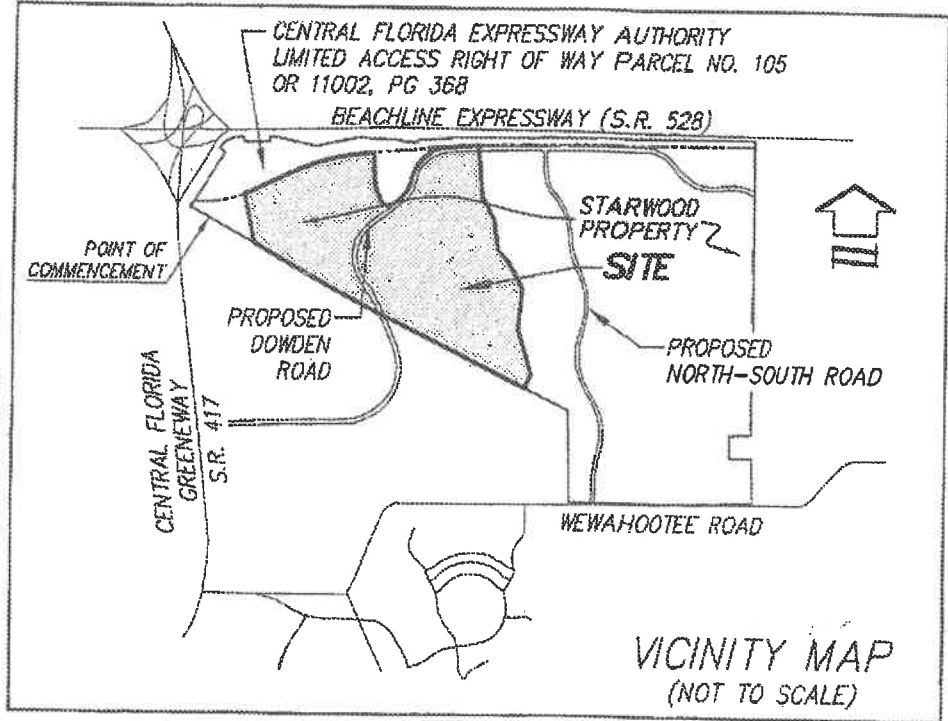 CENTRAL FLORIDA EXPRESSWAY AUTHORITY
LIMITED ACCESS RIGHT OF WAY PARCEL NO. 105
OR 11002, PG 368
BEACHLINE EXPRESSWAY (S.R. 528)
POINT OF
COMMENCEMENT
STARWOOD
PROPERTY
SITE
PROPOSED
DOWDEN
ROAD
PROPOSED
NORTH-SOUTH ROAD
CENTRAL FLORIDA
GREENEWAY
S.R. 417
WEWAHOOTEE ROAD
VICINITY MAP
(NOT TO SCALE)